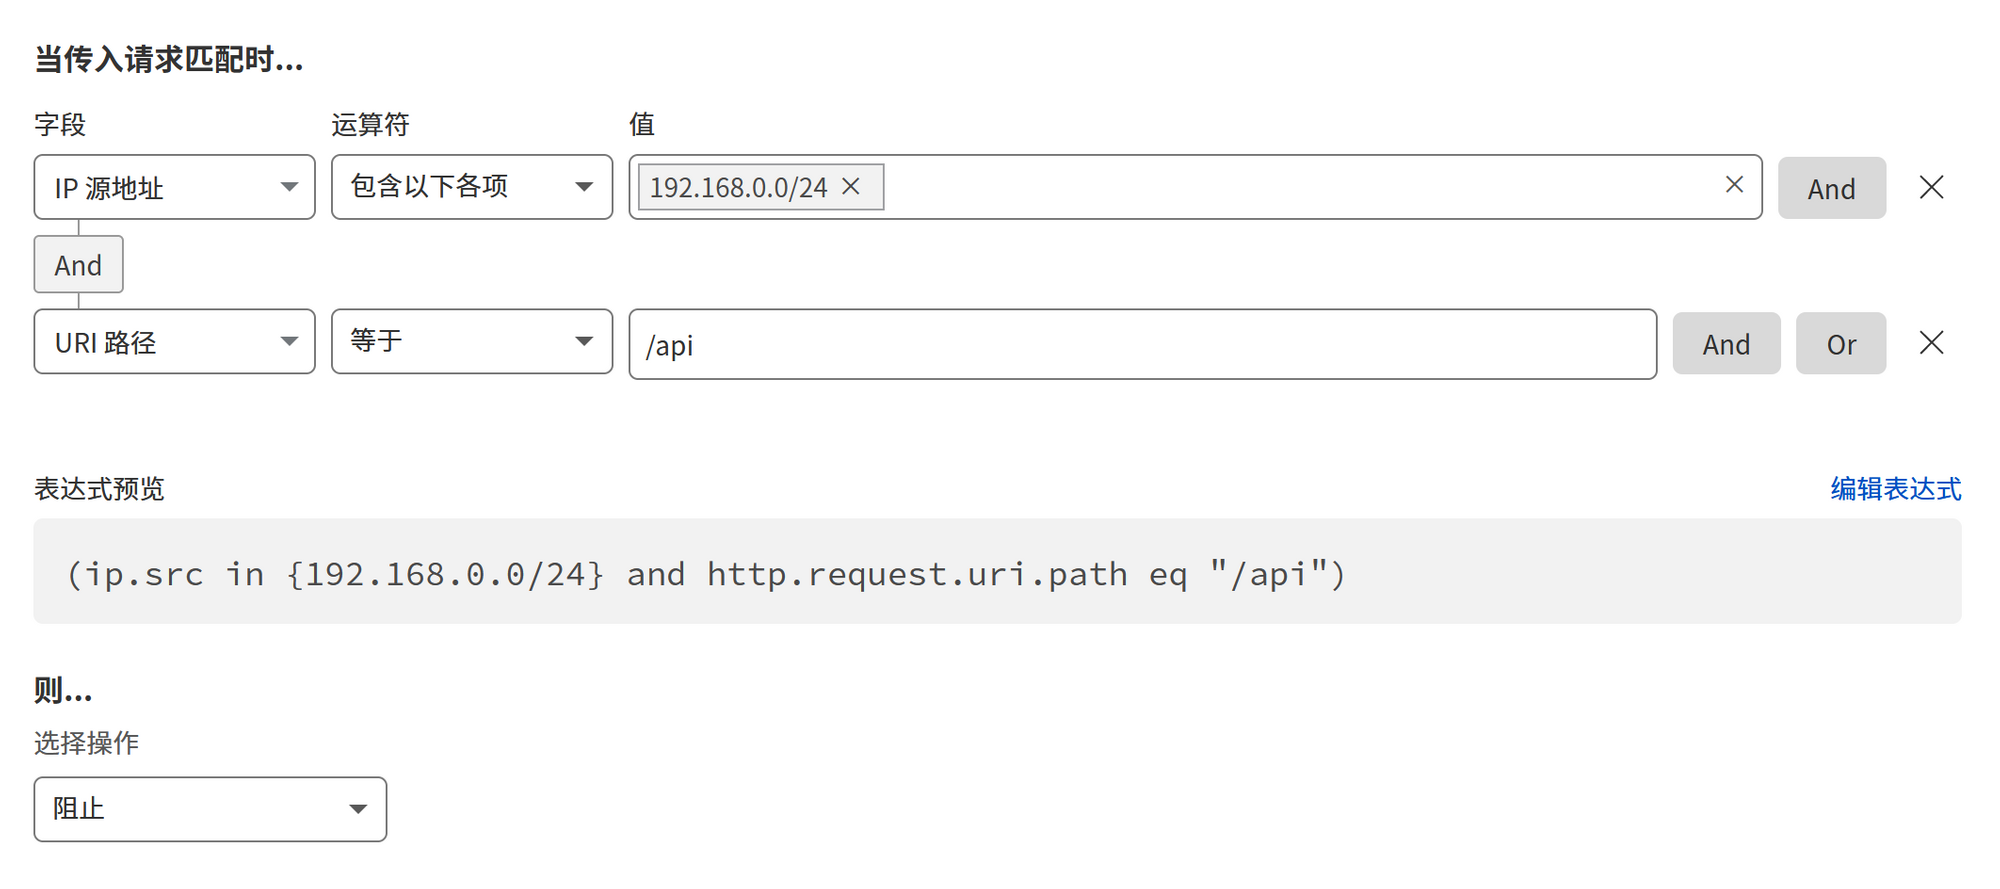 当传入请求匹配时...
字段 运算符 值
IP 源地址 包含以下各项 192.168.0.0/24 And
And
URI 路径 等于 /api And Or
表达式预览 编辑表达式
(ip.src in {192.168.0.0/24} and http.request.uri.path eq "/api")
则...
选择操作
阻止